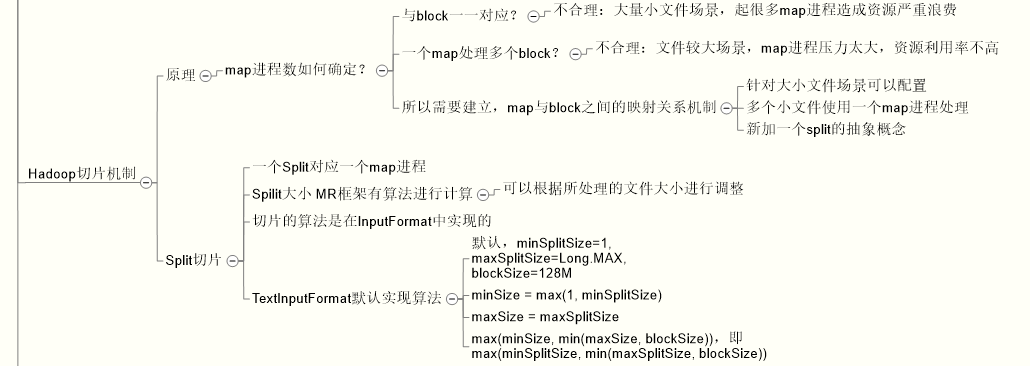 Hadoop切片机制
原理
map进程数如何确定？
与block一一对应？
不合理：大量小文件场景，起很多map进程造成资源严重浪费
一个map处理多个block？
不合理：文件较大场景，map进程压力太大，资源利用率不高
所以需要建立，map与block之间的映射关系机制
针对大小文件场景可以配置
多个小文件使用一个map进程处理
新加一个split的抽象概念
Split切片
一个Split对应一个map进程
Spilit大小 MR框架有算法进行计算
可以根据所处理的文件大小进行调整
切片的算法是在InputFormat中实现的
TextInputFormat默认实现算法
默认，minSplitSize=1,
maxSplitSize=Long.MAX,
blockSize=128M
minSize = max(1, minSplitSize)
maxSize = maxSplitSize
max(minSize, min(maxSize, blockSize))，即
max(minSplitSize, min(maxSplitSize, blockSize))